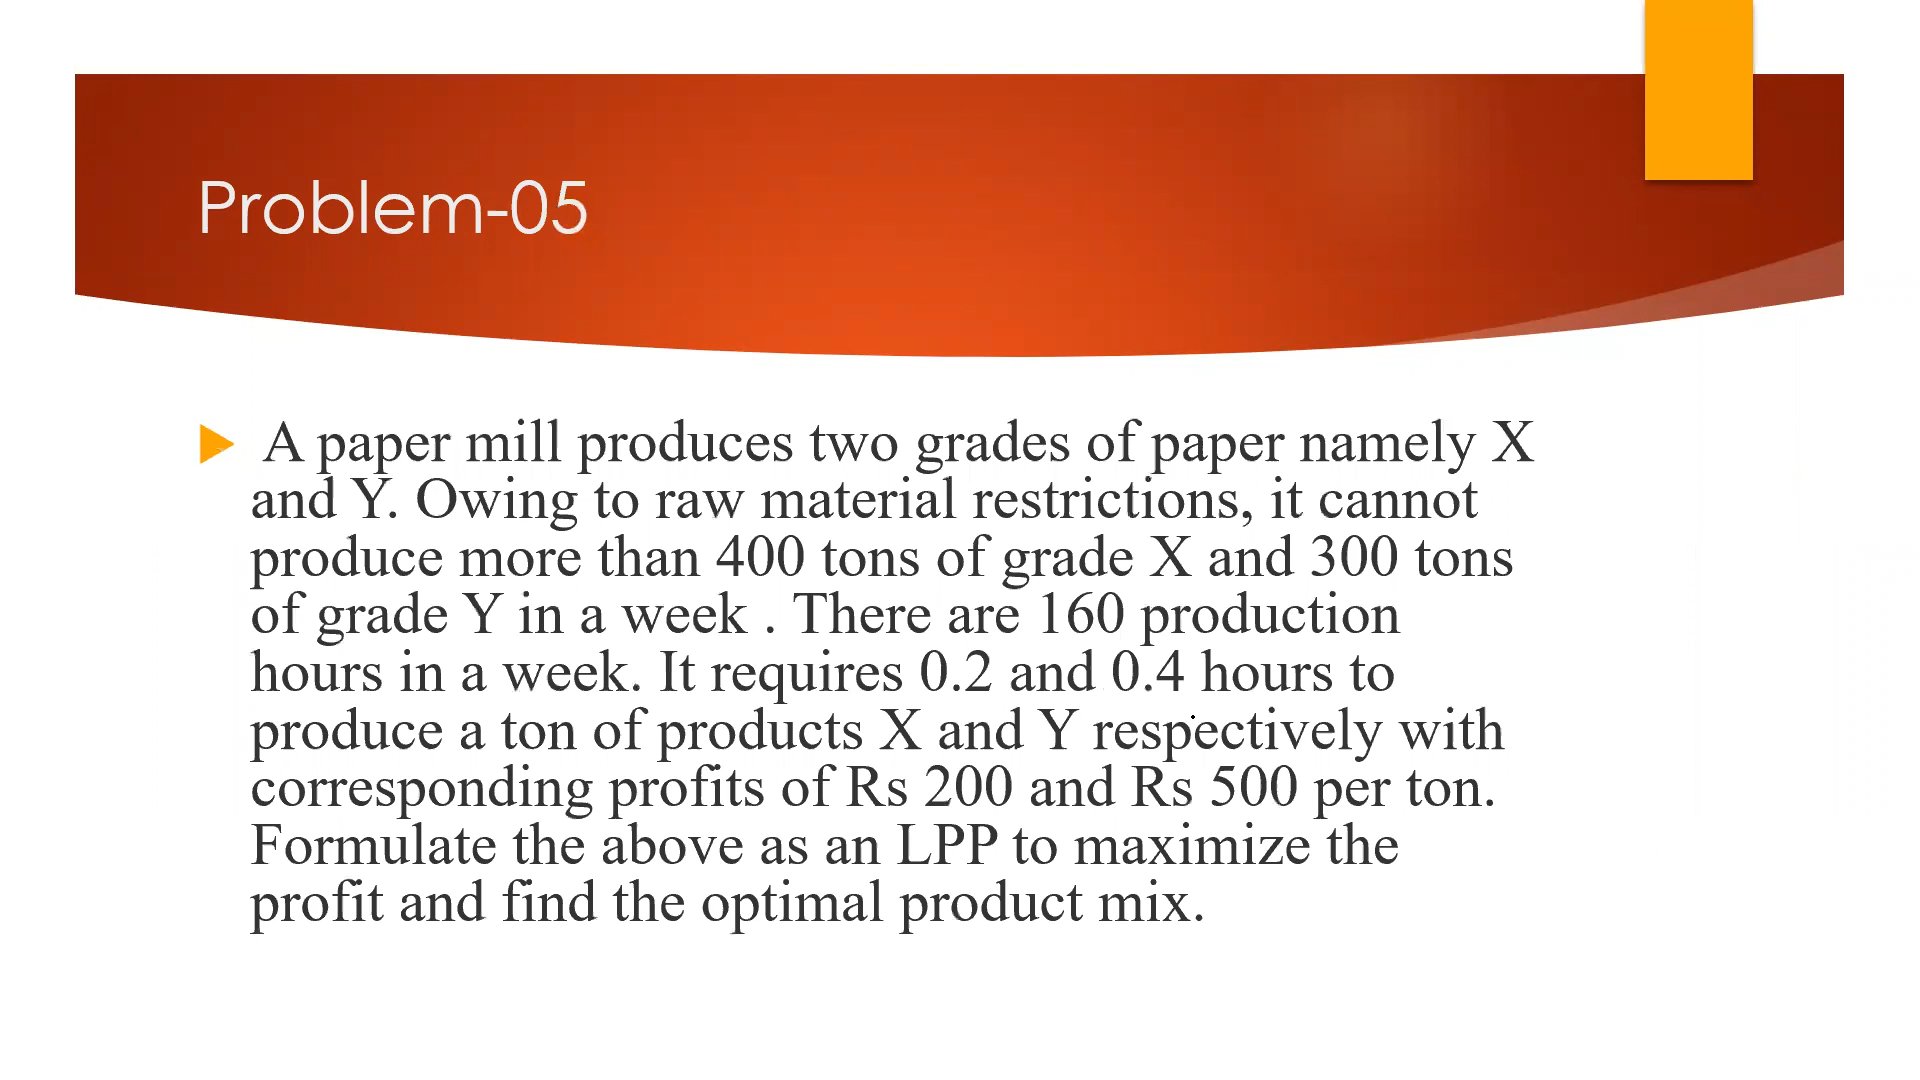 Problem-05
A paper mill produces two grades of paper namely X
and Y. Owing to raw material restrictions, it cannot
produce more than 400 tons of grade X and 300 tons
of grade Y in a week . There are 160 production
hours in a week. It requires 0.2 and 0.4 hours to
produce a ton of products X and Y respectively with
corresponding profits of Rs 200 and Rs 500 per ton.
Formulate the above as an LPP to maximize the
profit and find the optimal product mix.